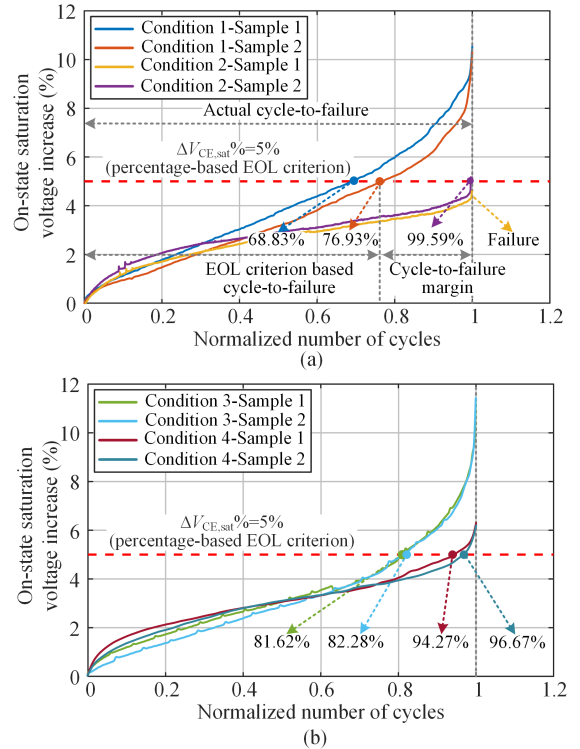 (a)
12
10
8
6
4
2
0
On-state saturation
voltage increase (%)
Condition 1-Sample 1
Condition 1-Sample 2
Condition 2-Sample 1
Condition 2-Sample 2
Actual cycle-to-failure
ΔV_CE,sat%=5%
(percentage-based EOL criterion)
68.83% 76.93% 99.59% Failure
EOL criterion based
cycle-to-failure
Cycle-to-failure
margin
0 0.2 0.4 0.6 0.8 1 1.2
Normalized number of cycles
(a)
12
10
8
6
4
2
0
On-state saturation
voltage increase (%)
Condition 3-Sample 1
Condition 3-Sample 2
Condition 4-Sample 1
Condition 4-Sample 2
ΔV_CE,sat%=5%
(percentage-based EOL criterion)
81.62% 82.28% 94.27% 96.67%
0 0.2 0.4 0.6 0.8 1 1.2
Normalized number of cycles
(b)